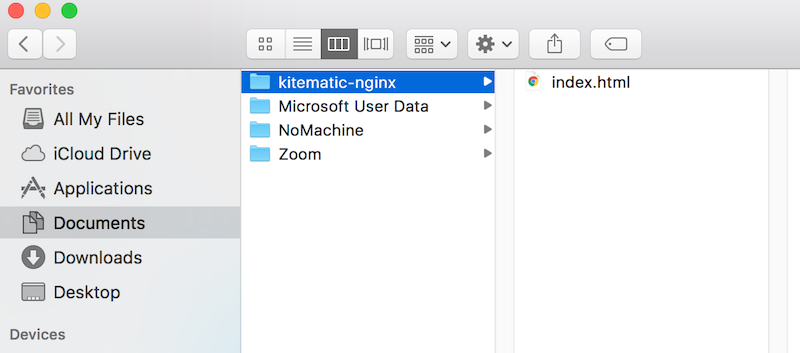 Favorites
All My Files
iCloud Drive
Applications
Documents
Downloads
Desktop
Devices
kitematic-nginx
Microsoft User Data
NoMachine
Zoom
index.html